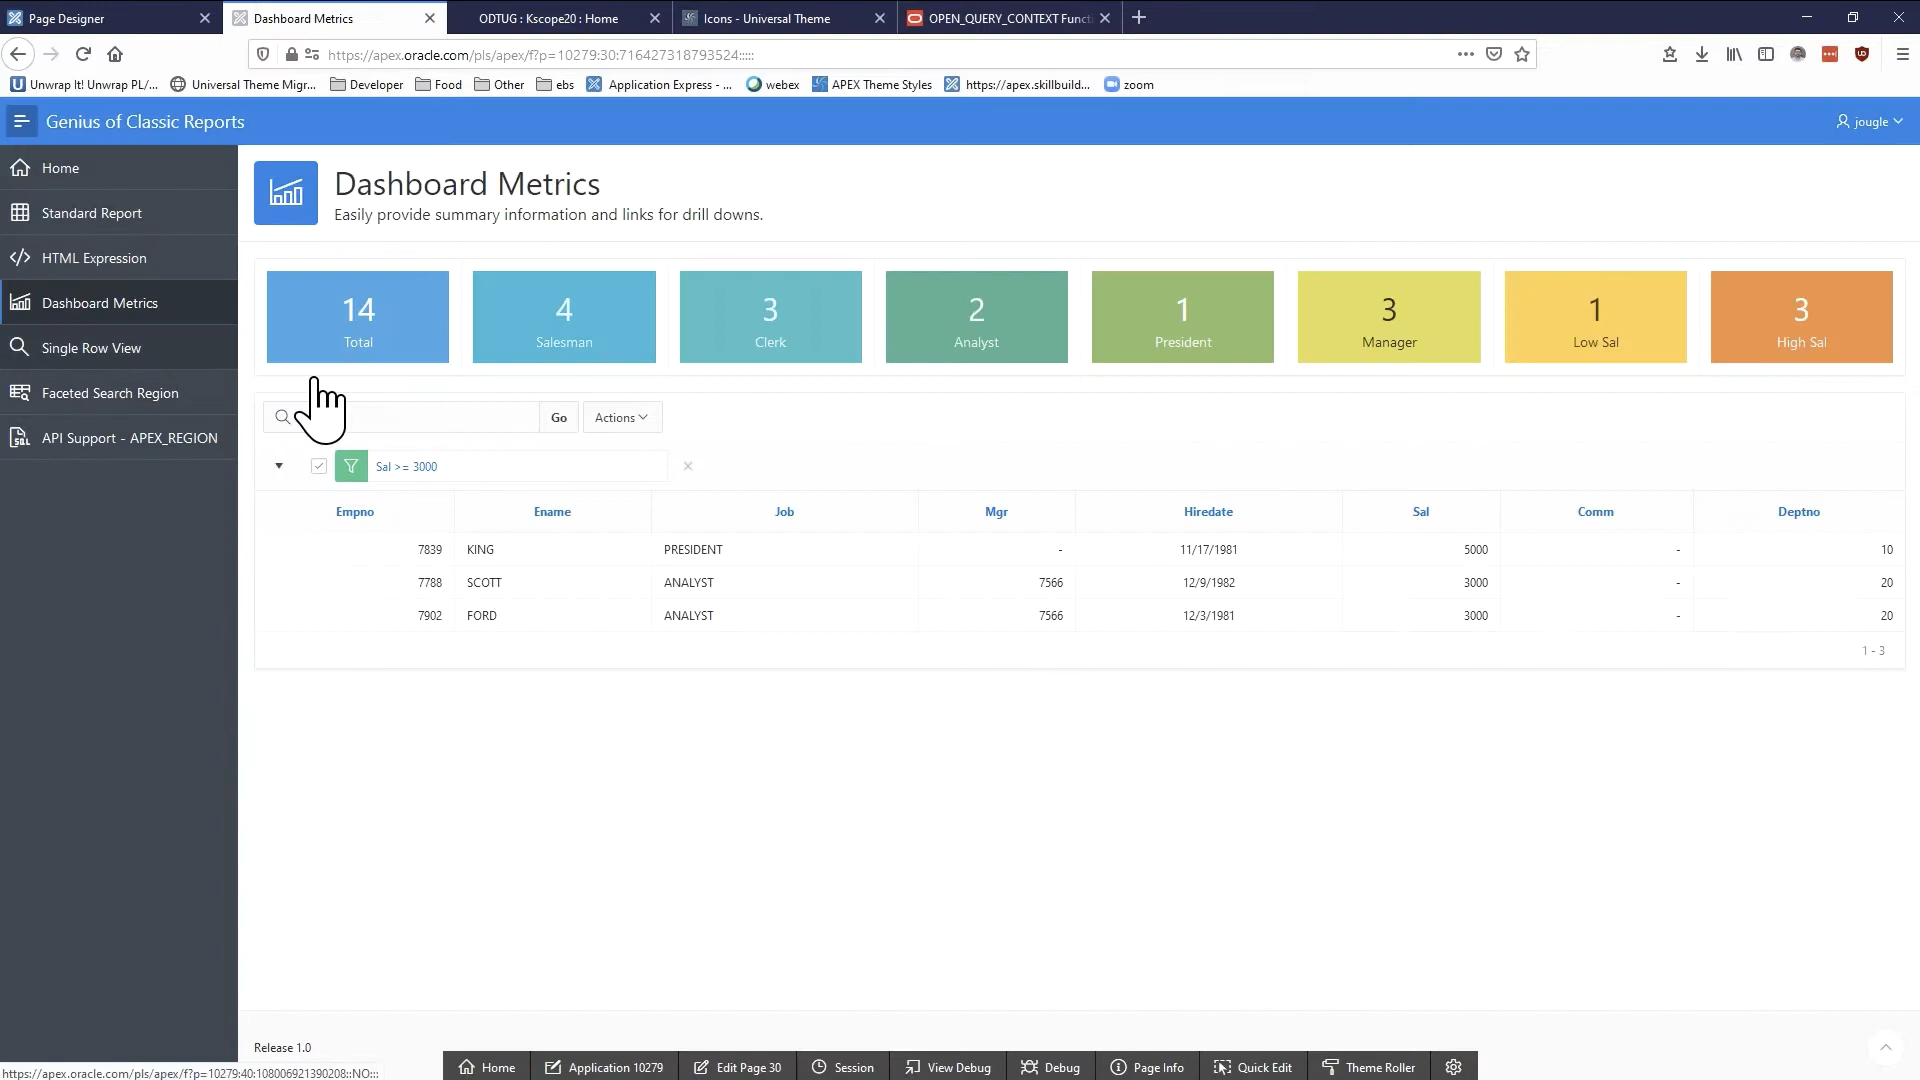 Page Designer
Dashboard Metrics
ODTUG : Kscope20 : Home
Icons - Universal Theme
OPEN_QUERY_CONTEXT Funct
https://apex.oracle.com/pls/apex/f?p=10279:30:716427318793524:::::
Unwrap It! Unwrap PL/...
Universal Theme Migr...
Developer
Food
Other
ebs
Application Express - ...
webex
APEX Theme Styles
https://apex.skillbuild...
zoom
Genius of Classic Reports
jougle
Home
Standard Report
HTML Expression
Dashboard Metrics
Single Row View
Faceted Search Region
API Support - APEX_REGION
Dashboard Metrics
Easily provide summary information and links for drill downs.
14
Total
4
Salesman
3
Clerk
2
Analyst
1
President
3
Manager
1
Low Sal
3
High Sal
Go
Actions
Sal >= 3000
Empno Ename Job Mgr Hiredate Sal Comm Deptno
7839 KING PRESIDENT - 11/17/1981 5000 - 10
7788 SCOTT ANALYST 7566 12/9/1982 3000 - 20
7902 FORD ANALYST 7566 12/3/1981 3000 - 20
1 - 3
Release 1.0
https://apex.oracle.com/pls/apex/f?p=10279:40:108006921390208::NO:::
Home
Application 10279
Edit Page 30
Session
View Debug
Debug
Page Info
Quick Edit
Theme Roller